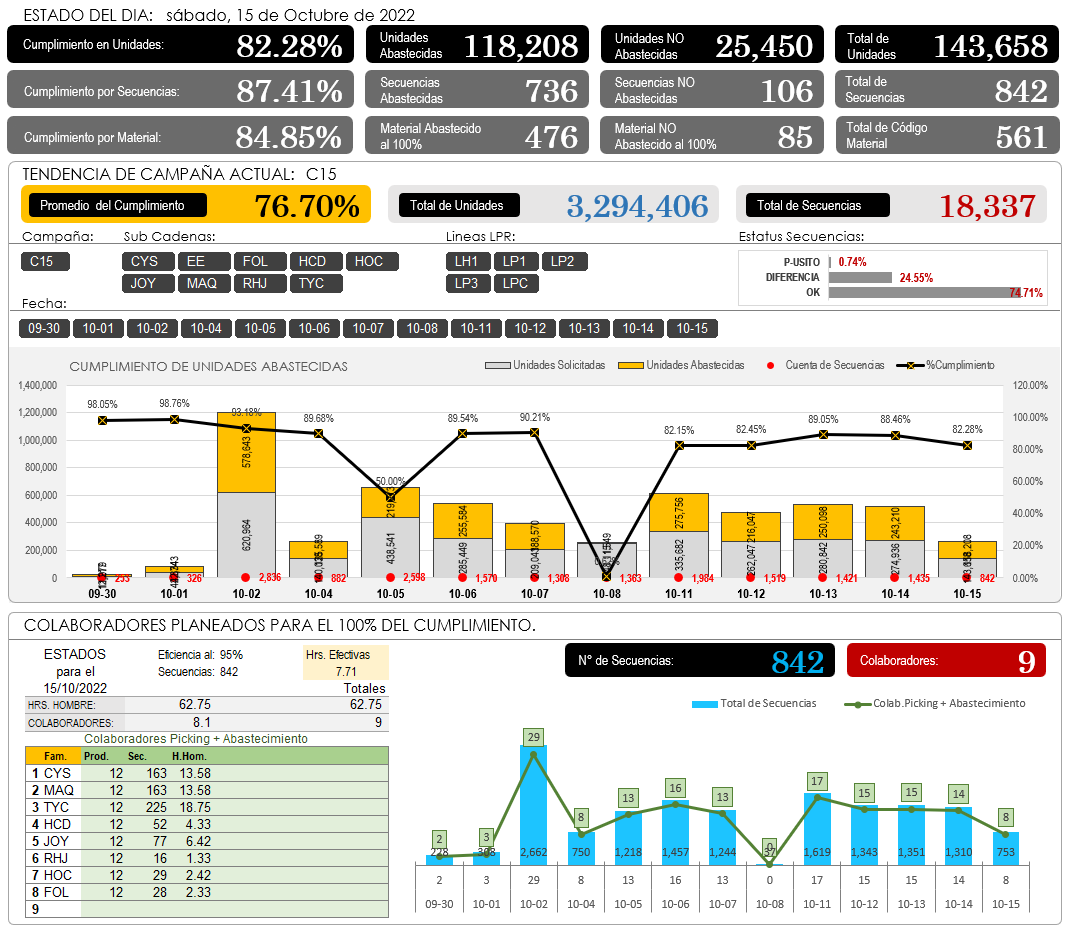 ESTADO DEL DIA: sábado, 15 de Octubre de 2022
Cumplimiento en Unidades: 82.28% Unidades Abastecidas 118,208 Unidades NO Abastecidas 25,450 Total de Unidades 143,658
Cumplimiento por Secuencias: 87.41% Secuencias Abastecidas 736 Secuencias NO Abastecidas 106 Total de Secuencias 842
Cumplimiento por Material: 84.85% Material Abastecido al 100% 476 Material NO Abastecido al 100% 85 Total de Código Material 561
TENDENCIA DE CAMPAÑA ACTUAL: C15
Promedio del Cumplimiento 76.70% Total de Unidades 3,294,406 Total de Secuencias 18,337
Campaña: Sub Cadenas: Lineas LPR: Estatus Secuencias:
C15 CYS EE FOL HCD HOC LH1 LP1 LP2
JOY MAQ RHJ TYC LP3 LPC
P-USITO 0.74%
DIFERENCIA 24.55%
OK 74.71%
Fecha:
09-30 10-01 10-02 10-04 10-05 10-06 10-07 10-08 10-11 10-12 10-13 10-14 10-15
CUMPLIMIENTO DE UNIDADES ABASTECIDAS
Unidades Solicitadas Unidades Abastecidas Cuenta de Secuencias %Cumplimiento
1,400,000 120.00%
1,200,000 100.00%
1,000,000
800,000 80.00%
600,000 60.00%
400,000 40.00%
200,000 20.00%
0 0.00%
98.05% 98.76% 93.18% 89.68% 50.00% 89.54% 90.21% 82.15% 82.45% 89.05% 88.46% 82.28%
578,643 255,584 188,570 275,756 216,047 250,098 243,210
620,964 438,541 285,449 335,682 262,047 280,842 274,936
253 326 2,836 882 2,598 1,570 1,308 1,363 1,984 1,519 1,421 1,435 842
09-30 10-01 10-02 10-04 10-05 10-06 10-07 10-08 10-11 10-12 10-13 10-14 10-15
COLABORADORES PLANEADOS PARA EL 100% DEL CUMPLIMIENTO.
ESTADOS para el 15/10/2022
Eficiencia al: 95%
Secuencias: 842
Hrs. Efectivas
7.71
Totales
HRS. HOMBRE: 62.75 62.75
COLABORADORES: 8.1 9
Colaboradores Picking + Abastecimiento
Fam. Prod. Sec. H.Hom.
1 CYS 12 163 13.58
2 MAQ 12 163 13.58
3 TYC 12 225 18.75
4 HCD 12 52 4.33
5 JOY 12 77 6.42
6 RHJ 12 16 1.33
7 HOC 12 29 2.42
8 FOL 12 28 2.33
9
N° de Secuencias: 842 Colaboradores: 9
Total de Secuencias Colab.Picking + Abastecimiento
2 3 29 8 13 16 13 0 17 15 15 14 8
228 308 2,662 750 1,218 1,457 1,244 37 1,619 1,343 1,351 1,310 753
2 3 29 8 13 16 13 0 17 15 15 14 8
09-30 10-01 10-02 10-04 10-05 10-06 10-07 10-08 10-11 10-12 10-13 10-14 10-15